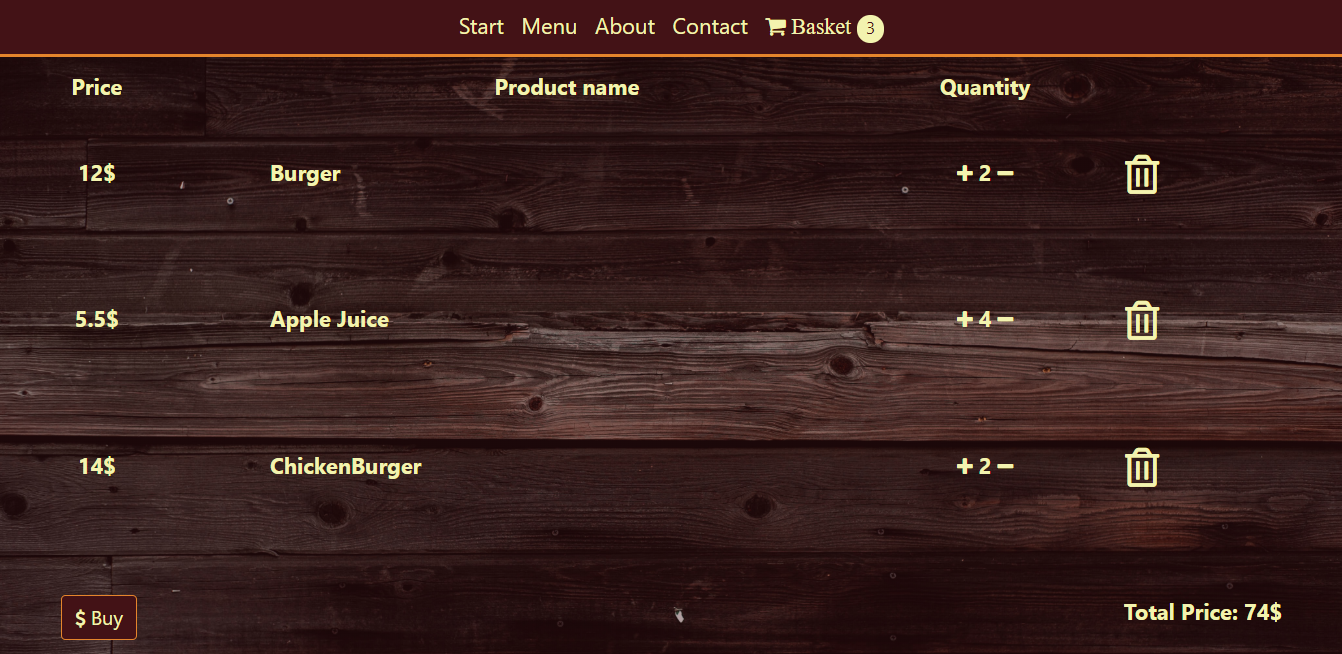 Start Menu About Contact Basket 3
Price Product name Quantity
12$ Burger + 2 −
5.5$ Apple Juice + 4 −
14$ ChickenBurger + 2 −
$ Buy Total Price: 74$